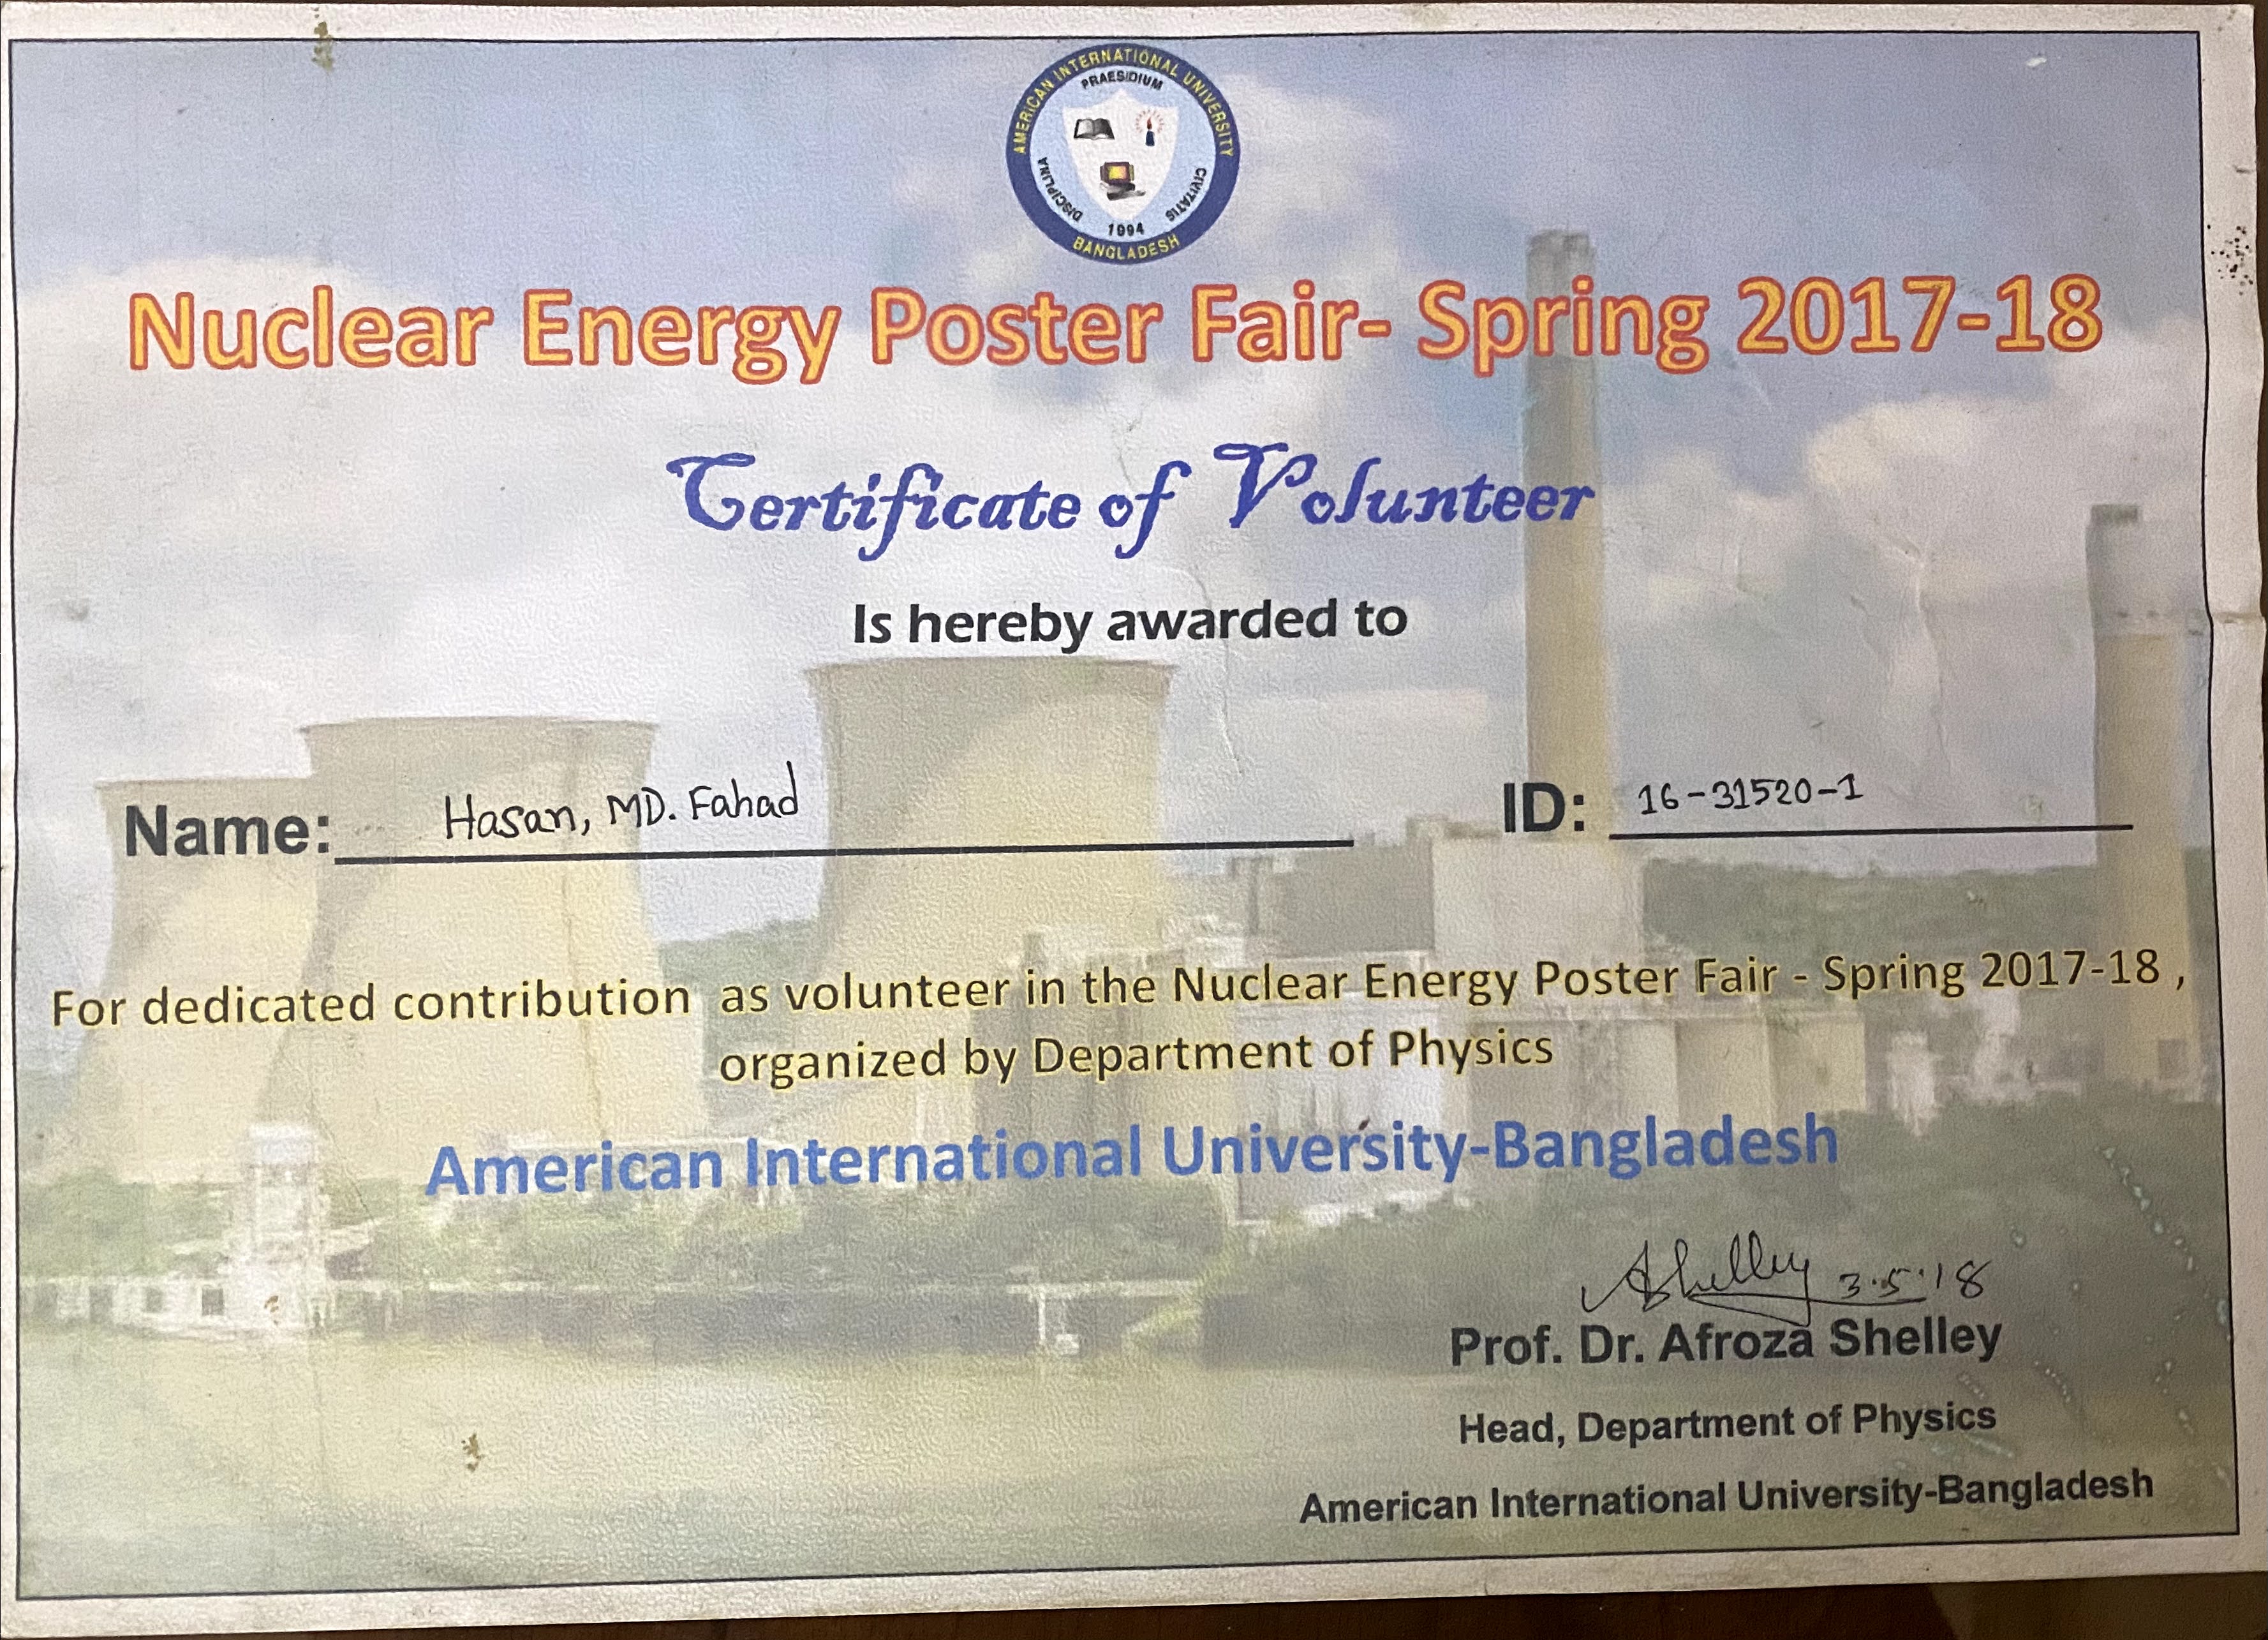 AMERICAN INTERNATIONAL UNIVERSITY
PRAESIDIUM
DISCIPLINA
CIVITATIS
1994
BANGLADESH
Nuclear Energy Poster Fair- Spring 2017-18
Certificate of Volunteer
Is hereby awarded to
Name: Hasan, MD. Fahad ID: 16-31520-1
For dedicated contribution as volunteer in the Nuclear Energy Poster Fair - Spring 2017-18 ,
organized by Department of Physics
American International University-Bangladesh
Shelley 3.5.18
Prof. Dr. Afroza Shelley
Head, Department of Physics
American International University-Bangladesh